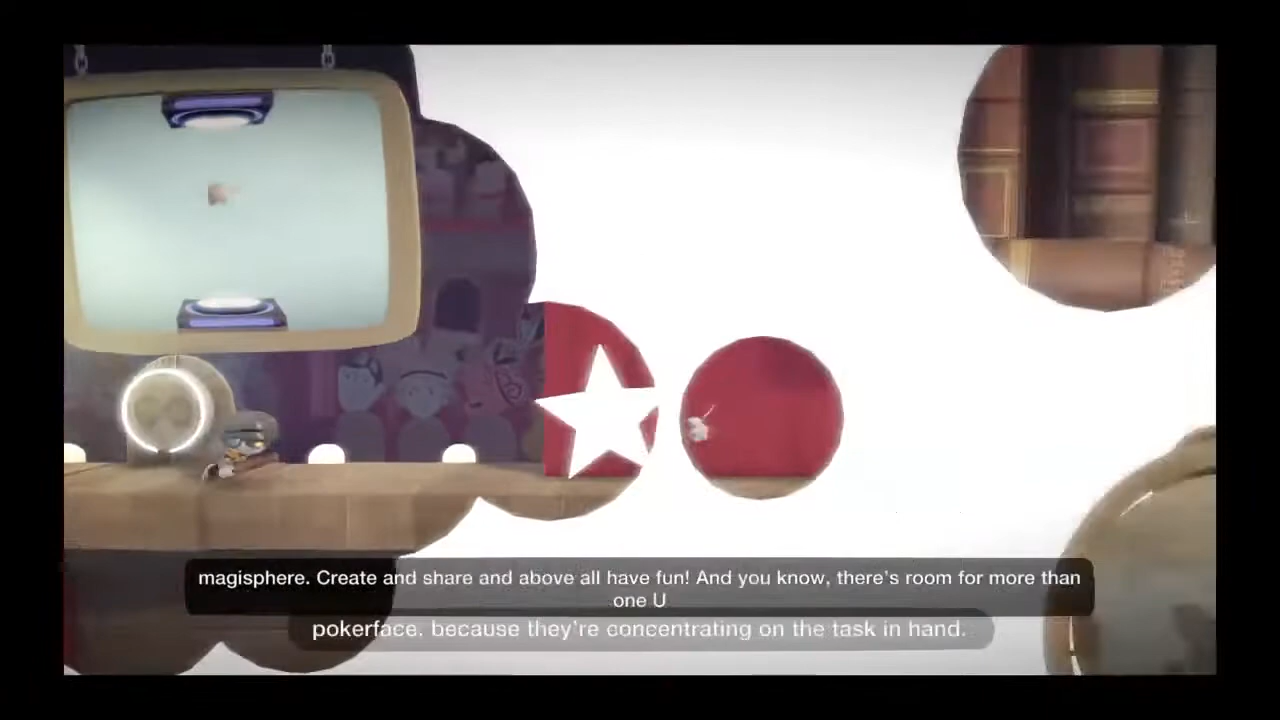 magisphere. Create and share and above all have fun! And you know, there's room for more than
one U
pokerface. because they're concentrating on the task in hand.